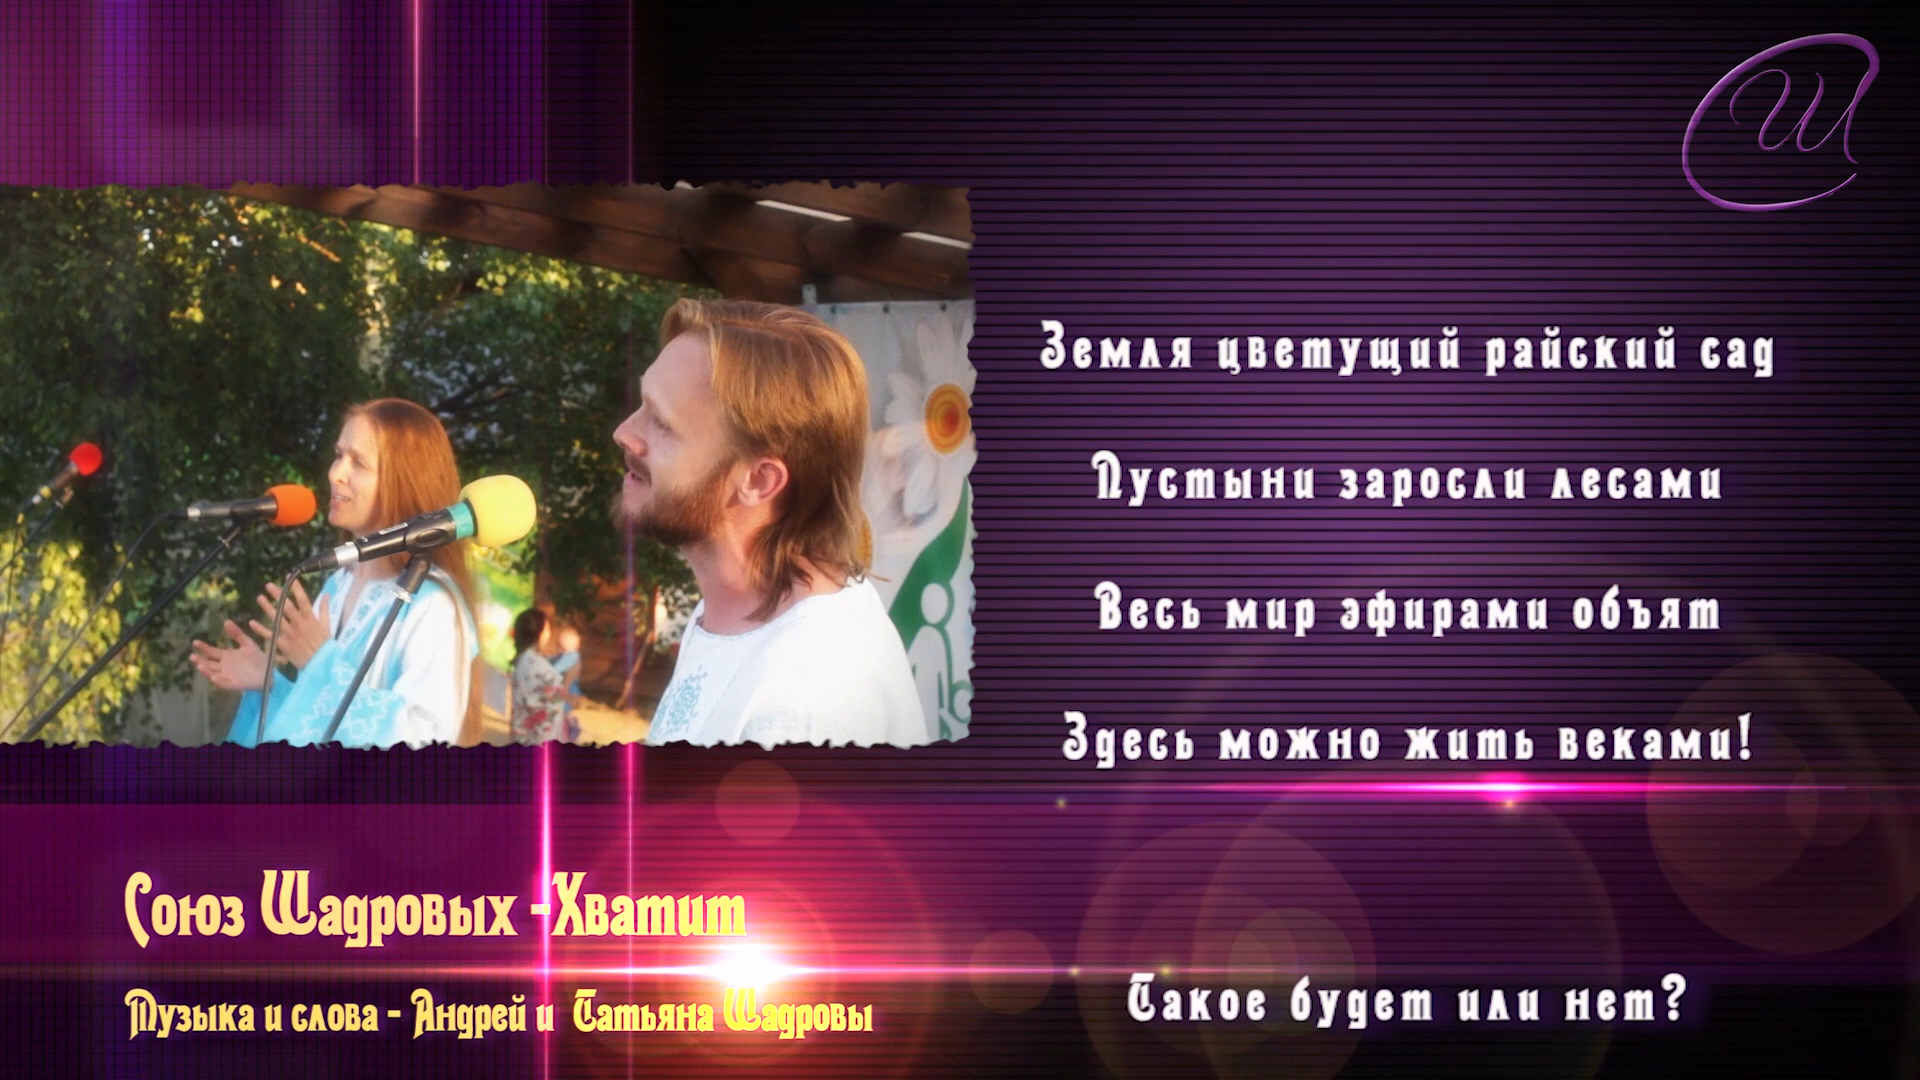 Земля цветущий райский сад
Пустыни заросли лесами
Весь мир эфирами объят
Здесь можно жить веками!
Такое будет или нет?
Союз Шадровых - Хватит
Музыка и слова - Андрей и Татьяна Шадровы